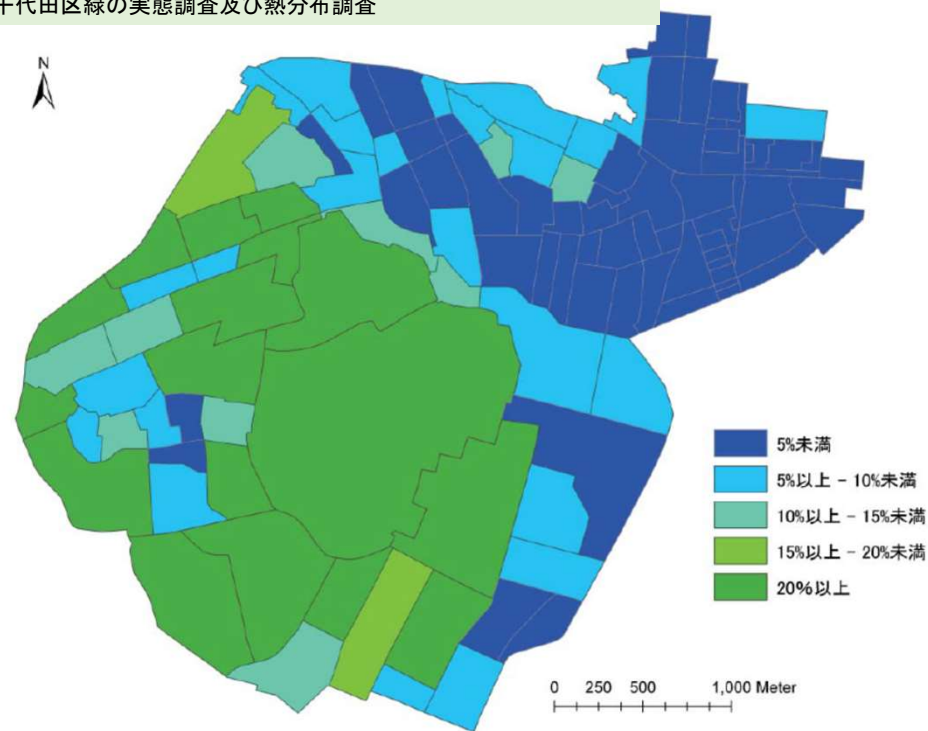 千代田区緑の実態調査及び熱分布調査
N
5%未満
5%以上 – 10%未満
10%以上 – 15%未満
15%以上 – 20%未満
20%以上
0 250 500 1,000 Meter